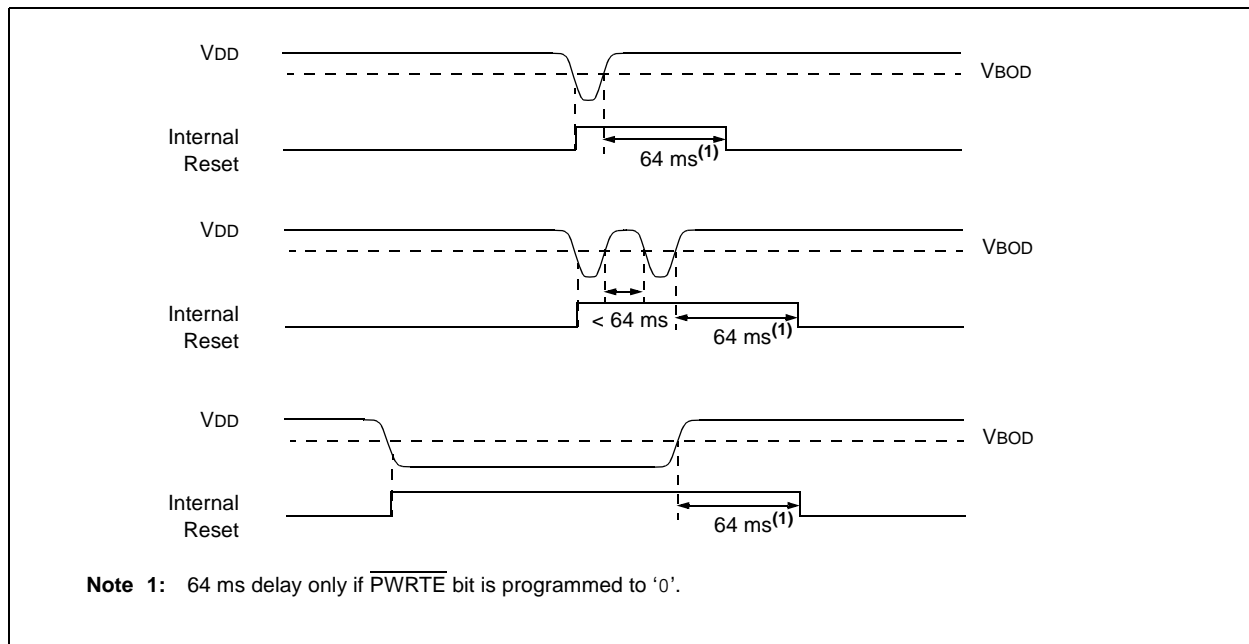 VDD
VBOD
Internal
Reset
64 ms(1)
VDD
VBOD
Internal
Reset
< 64 ms
64 ms(1)
VDD
VBOD
Internal
Reset
64 ms(1)
Note 1: 64 ms delay only if PWRTE bit is programmed to ‘0’.